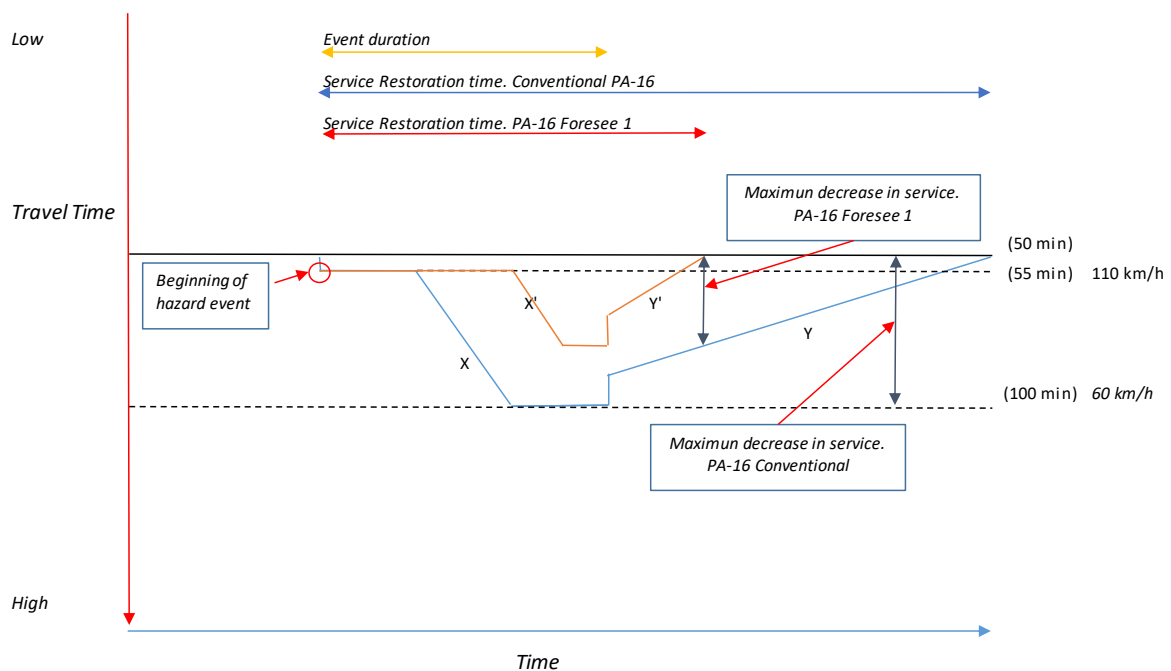 Low
Event duration
Service Restoration time. Conventional PA-16
Service Restoration time. PA-16 Foresee 1
Travel Time
Maximun decrease in service.
PA-16 Foresee 1
(50 min)
Beginning of
hazard event
(55 min) 110 km/h
X'
Y'
X
Y
(100 min) 60 km/h
Maximun decrease in service.
PA-16 Conventional
High
Time